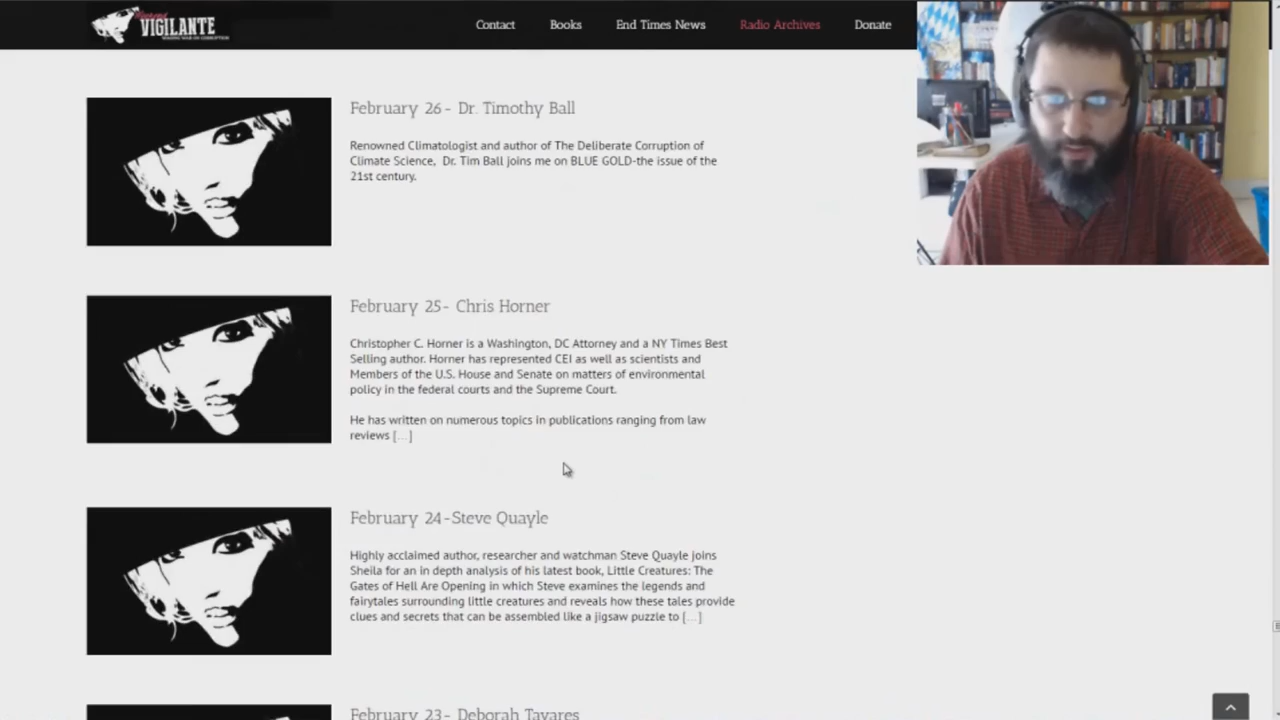 Weekend
VIGILANTE
WAGING WAR ON CORRUPTION
Contact Books End Times News Radio Archives Donate
February 26- Dr. Timothy Ball
Renowned Climatologist and author of The Deliberate Corruption of
Climate Science, Dr. Tim Ball joins me on BLUE GOLD-the issue of the
21st century.
February 25- Chris Horner
Christopher C. Horner is a Washington, DC Attorney and a NY Times Best
Selling author. Horner has represented CEI as well as scientists and
Members of the U.S. House and Senate on matters of environmental
policy in the federal courts and the Supreme Court.
He has written on numerous topics in publications ranging from law
reviews [...]
February 24-Steve Quayle
Highly acclaimed author, researcher and watchman Steve Quayle joins
Sheila for an in depth analysis of his latest book, Little Creatures: The
Gates of Hell Are Opening in which Steve examines the legends and
fairytales surrounding little creatures and reveals how these tales provide
clues and secrets that can be assembled like a jigsaw puzzle to [...]
February 23- Deborah Tavares